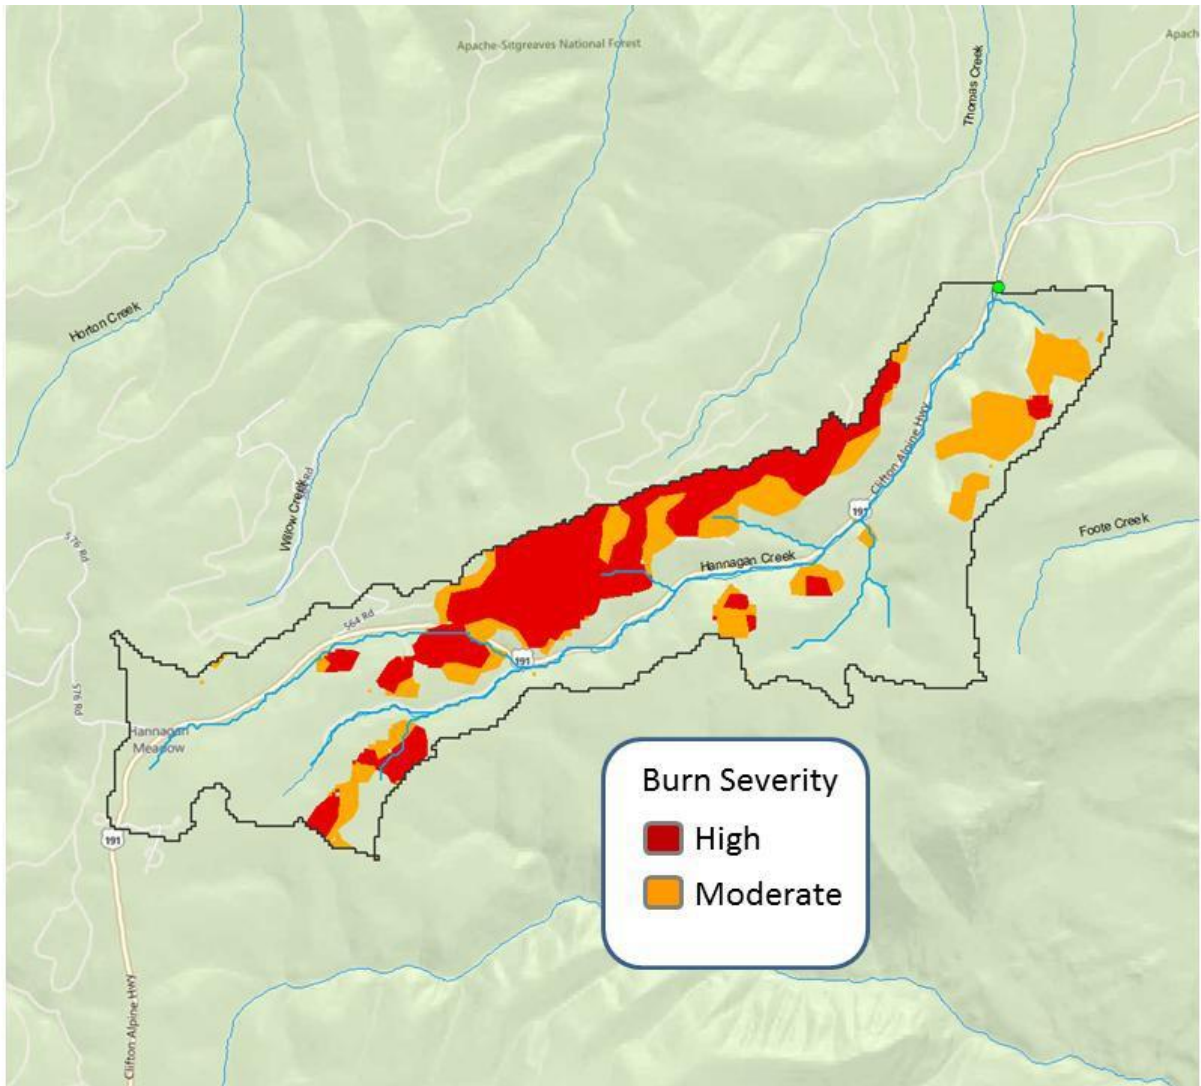 Apache-Sitgreaves National Forest
Apach
Thomas Creek
Horton Creek
Clifton Alpine Hwy
Willow Creek
Rd
191
Foote Creek
576 Rd
Hannagan Creek
564 Rd
191
576 Rd
Hannagan
Meadow
Burn Severity
High
Moderate
191
Clifton Alpine Hwy